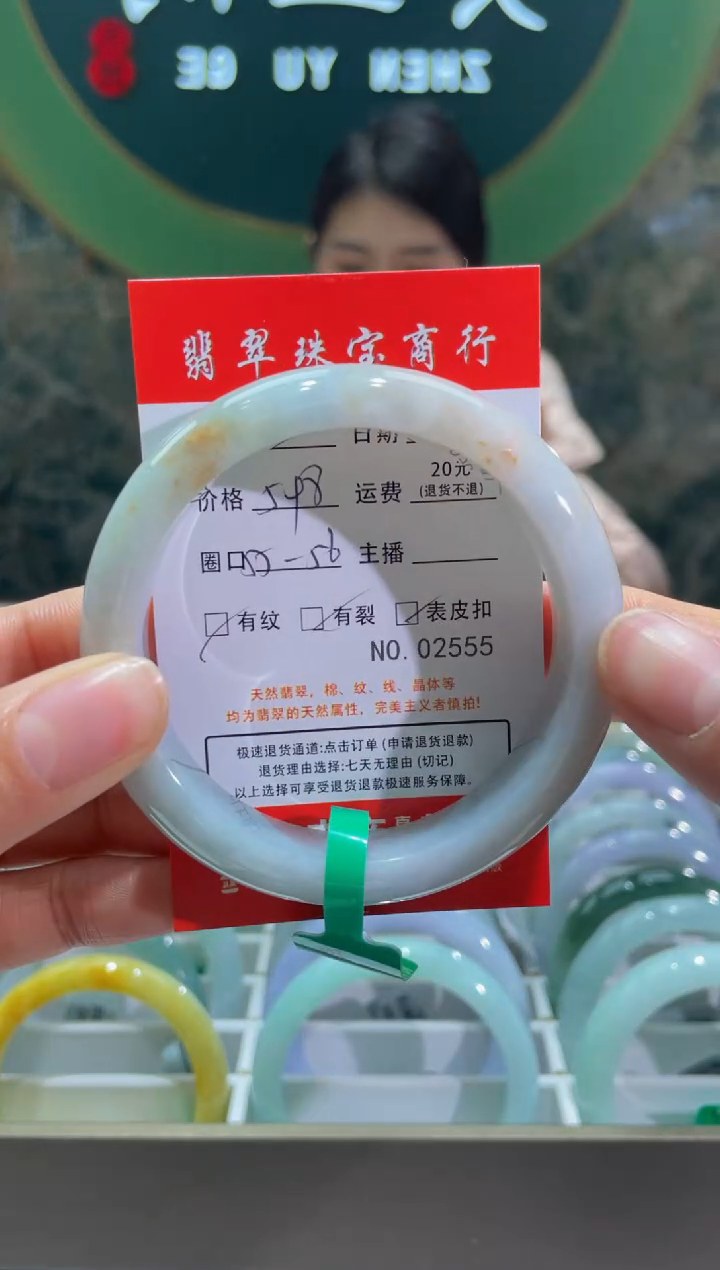 ZHEN YU GE
翡翠珠宝商行
日期
20元
价格 548 运费 (退货不退)
圈口 55-56 主播
有纹 有裂 表皮扣
NO.02555
天然翡翠,棉、纹、线、晶体等
均为翡翠的天然属性,完美主义者慎拍!
极速退货通道:点击订单(申请退货退款)
退货理由选择:七天无理由(切记)
以上选择可享受退货退款极速服务保障。